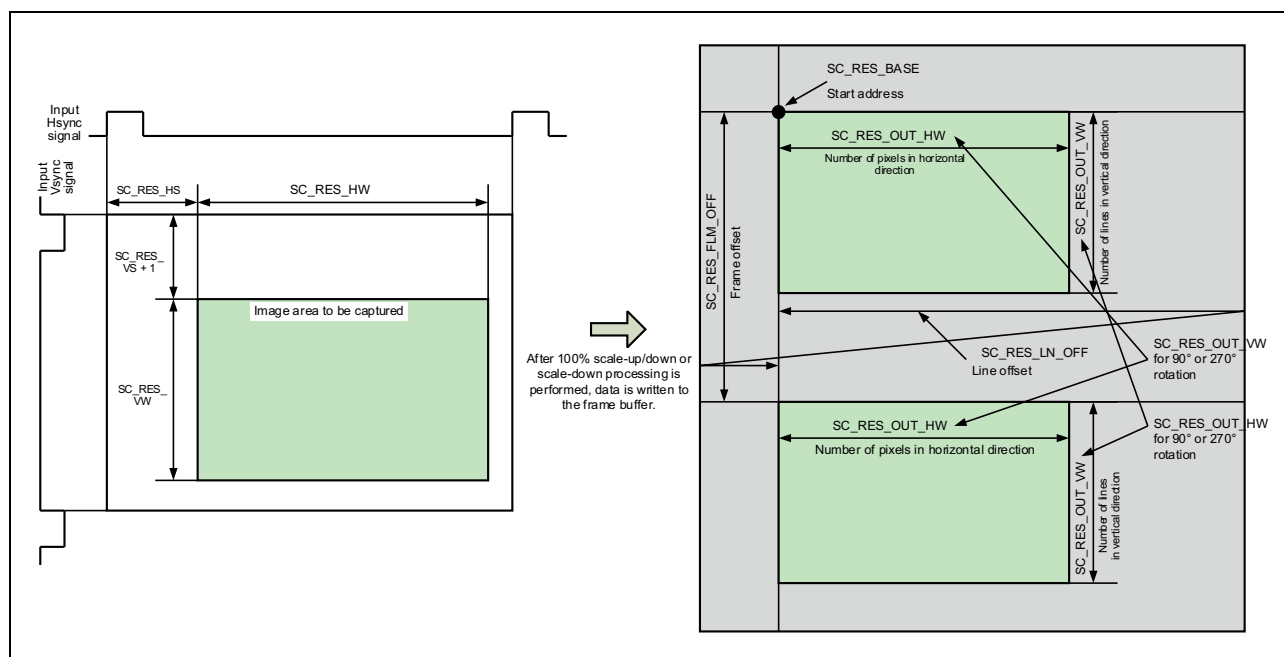 Input
Hsync
signal
Input
Vsync
signal
SC_RES_HS
SC_RES_HW
SC_RES_
VS + 1
Image area to be captured
SC_RES_
VW
After 100% scale-up/down or
scale-down processing is
performed, data is written to
the frame buffer.
SC_RES_BASE
Start address
SC_RES_OUT_HW
Number of pixels in horizontal
direction
SC_RES_OUT_VW
Number of lines in vertical direction
SC_RES_FLM_OFF
Frame offset
SC_RES_LN_OFF
Line offset
SC_RES_OUT_VW
for 90° or 270°
rotation
SC_RES_OUT_HW
Number of pixels in horizontal direction
SC_RES_OUT_VW
Number of lines
in vertical direction
SC_RES_OUT_HW
for 90° or 270°
rotation